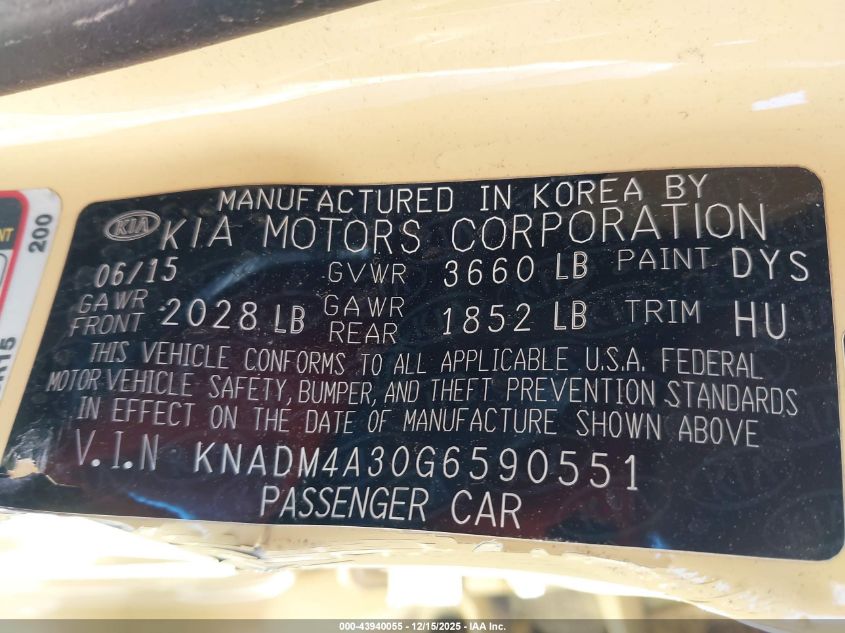 MANUFACTURED IN KOREA BY
KIA KIA MOTORS CORPORATION
06/15 GVWR 3660 LB PAINT DYS
GAWR FRONT 2028 LB GAWR REAR 1852 LB TRIM HU
THIS VEHICLE CONFORMS TO ALL APPLICABLE U.S.A. FEDERAL
MOTOR VEHICLE SAFETY, BUMPER, AND THEFT PREVENTION STANDARDS
IN EFFECT ON THE DATE OF MANUFACTURE SHOWN ABOVE
V.I.N KNADM4A30G6590551
PASSENGER CAR
200
000-43940055 - 12/15/2025 - IAA Inc.